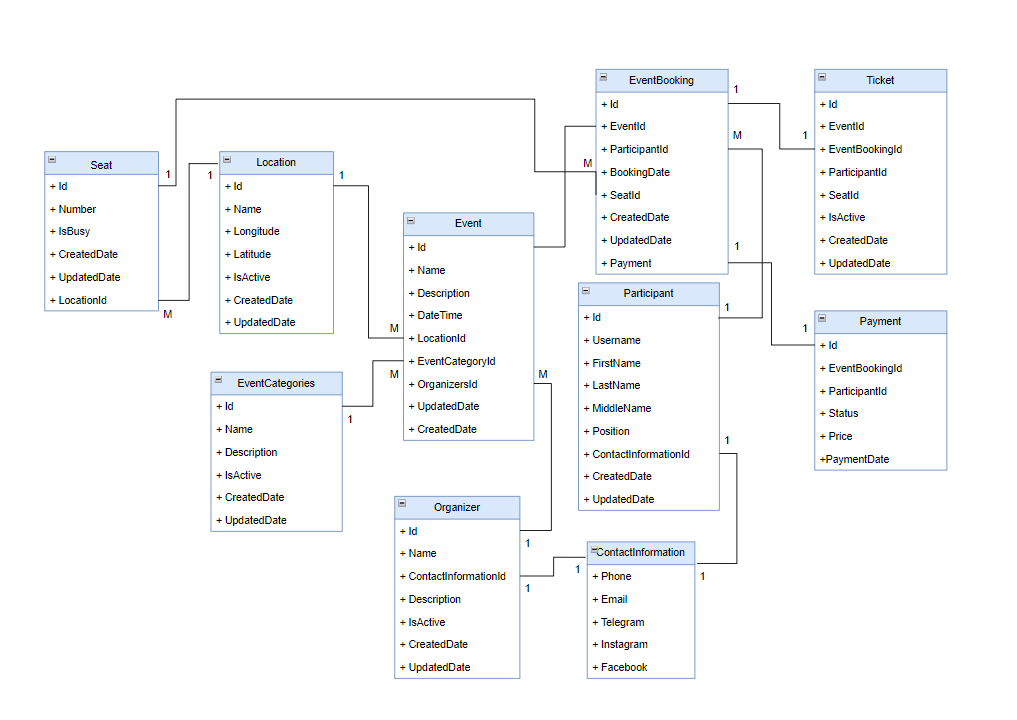 EventBooking
+ Id
+ EventId
+ ParticipantId
+ BookingDate
+ SeatId
+ CreatedDate
+ UpdatedDate
+ Payment
1
M
M
1
Ticket
+ Id
+ EventId
+ EventBookingId
+ ParticipantId
+ SeatId
+ IsActive
+ CreatedDate
+ UpdatedDate
1
Seat
+ Id
+ Number
+ IsBusy
+ CreatedDate
+ UpdatedDate
+ LocationId
1
M
Location
+ Id
+ Name
+ Longitude
+ Latitude
+ IsActive
+ CreatedDate
+ UpdatedDate
1
1
Event
+ Id
+ Name
+ Description
+ DateTime
+ LocationId
+ EventCategoryId
+ OrganizersId
+ UpdatedDate
+ CreatedDate
M
M
M
Participant
+ Id
+ Username
+ FirstName
+ LastName
+ MiddleName
+ Position
+ ContactInformationId
+ CreatedDate
+ UpdatedDate
1
1
Payment
+ Id
+ EventBookingId
+ ParticipantId
+ Status
+ Price
+PaymentDate
1
EventCategories
+ Id
+ Name
+ Description
+ IsActive
+ CreatedDate
+ UpdatedDate
1
Organizer
+ Id
+ Name
+ ContactInformationId
+ Description
+ IsActive
+ CreatedDate
+ UpdatedDate
1
1
ContactInformation
+ Phone
+ Email
+ Telegram
+ Instagram
+ Facebook
1
1